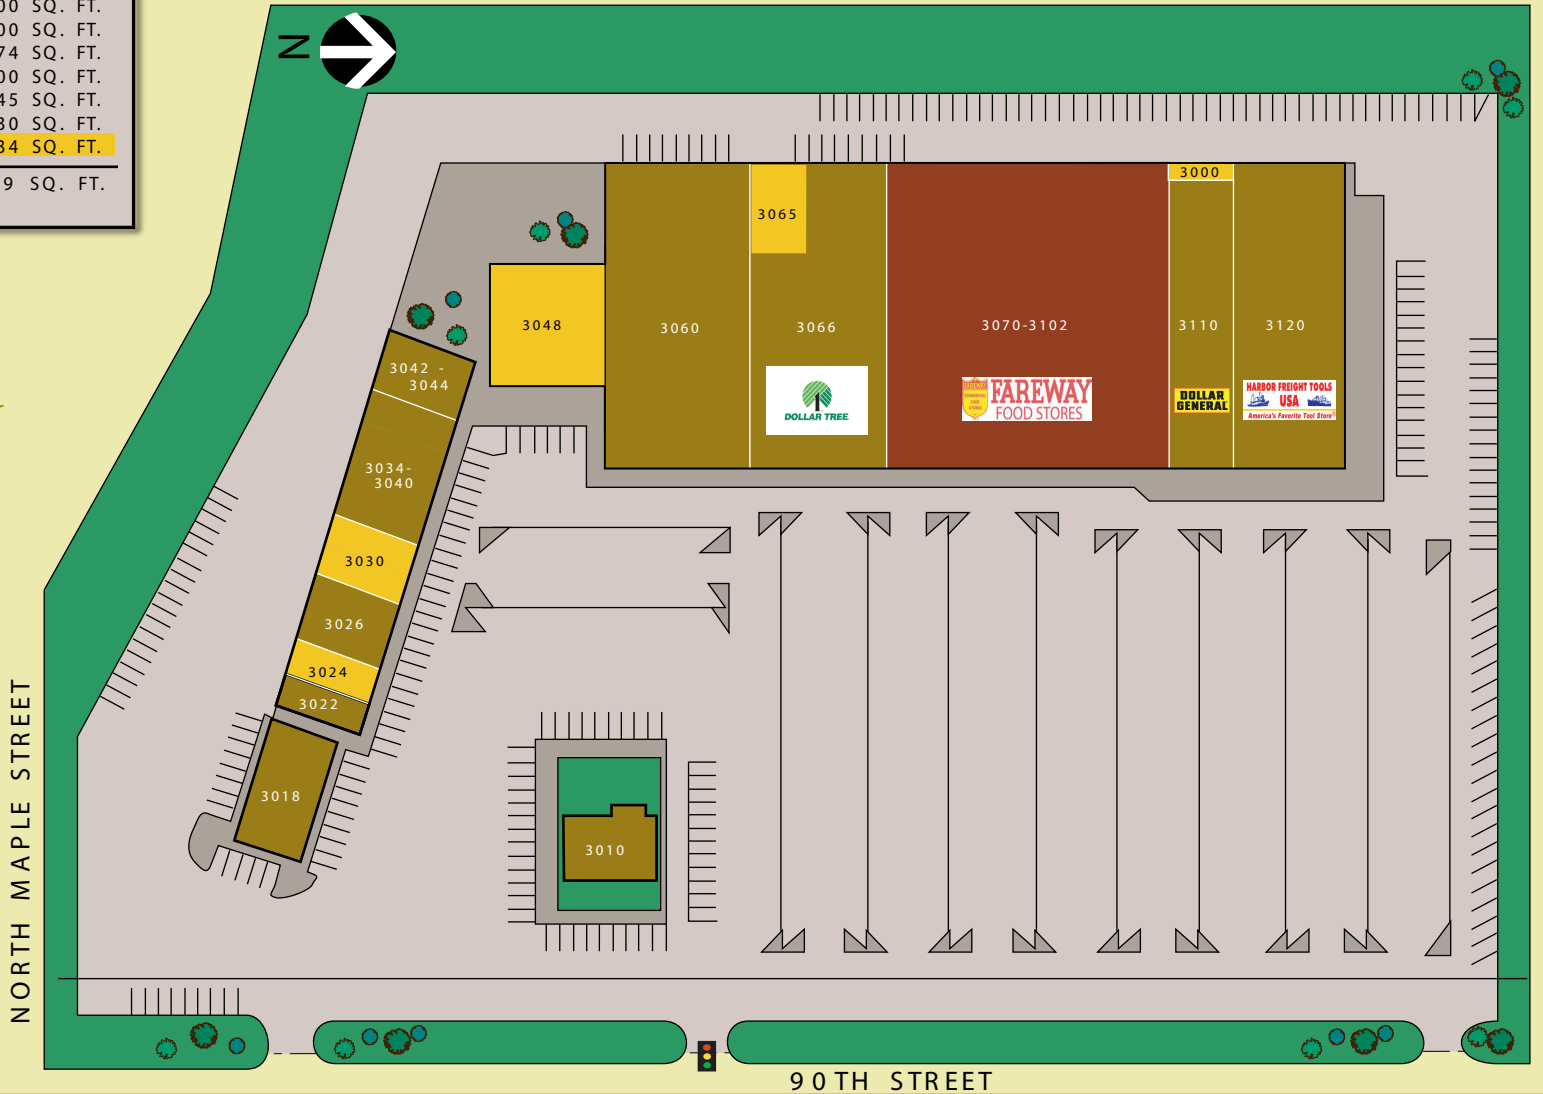 00 SQ. FT.
00 SQ. FT.
74 SQ. FT.
00 SQ. FT.
45 SQ. FT.
30 SQ. FT.
34 SQ. FT.
9 SQ. FT.
N
3000
3065
3048
3060
3066
3070-3102
3110
3120
DOLLAR TREE
FAREWAY
FOOD STORES
DOLLAR
GENERAL
HARBOR FREIGHT TOOLS
USA
America's Favorite Tool Store®
3042 -
3044
3034-
3040
3030
3026
3024
3022
3018
3010
NORTH MAPLE STREET
90TH STREET